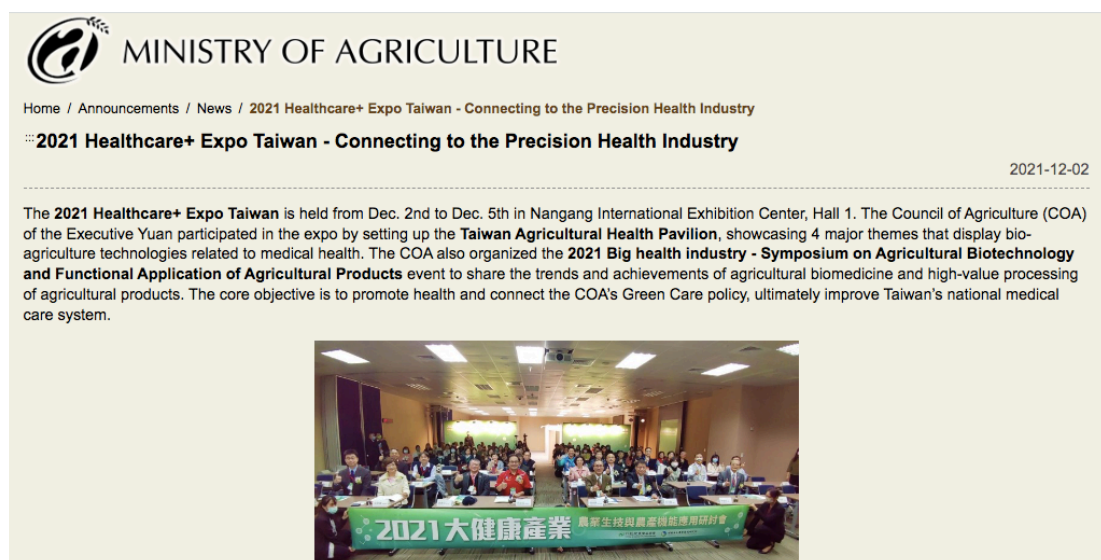 MINISTRY OF AGRICULTURE
Home / Announcements / News / 2021 Healthcare+ Expo Taiwan - Connecting to the Precision Health Industry
:::2021 Healthcare+ Expo Taiwan - Connecting to the Precision Health Industry
2021-12-02
The 2021 Healthcare+ Expo Taiwan is held from Dec. 2nd to Dec. 5th in Nangang International Exhibition Center, Hall 1. The Council of Agriculture (COA)
of the Executive Yuan participated in the expo by setting up the Taiwan Agricultural Health Pavilion, showcasing 4 major themes that display bio-
agriculture technologies related to medical health. The COA also organized the 2021 Big health industry - Symposium on Agricultural Biotechnology
and Functional Application of Agricultural Products event to share the trends and achievements of agricultural biomedicine and high-value processing
of agricultural products. The core objective is to promote health and connect the COA's Green Care policy, ultimately improve Taiwan's national medical
care system.
2021大健康產業 農業生技與農產機能應用研討會